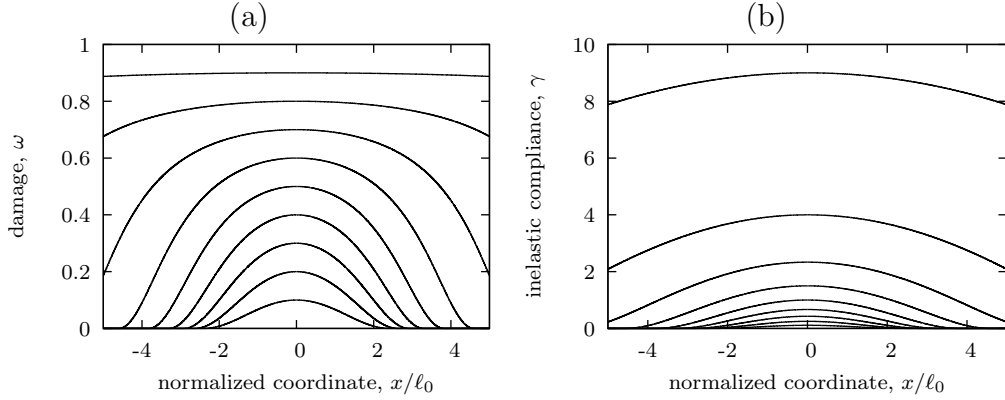 (a)
1
0.8
0.6
0.4
0.2
0
-4 -2 0 2 4
damage, ω
normalized coordinate, x/ℓ₀
(b)
10
8
6
4
2
0
-4 -2 0 2 4
inelastic compliance, γ
normalized coordinate, x/ℓ₀